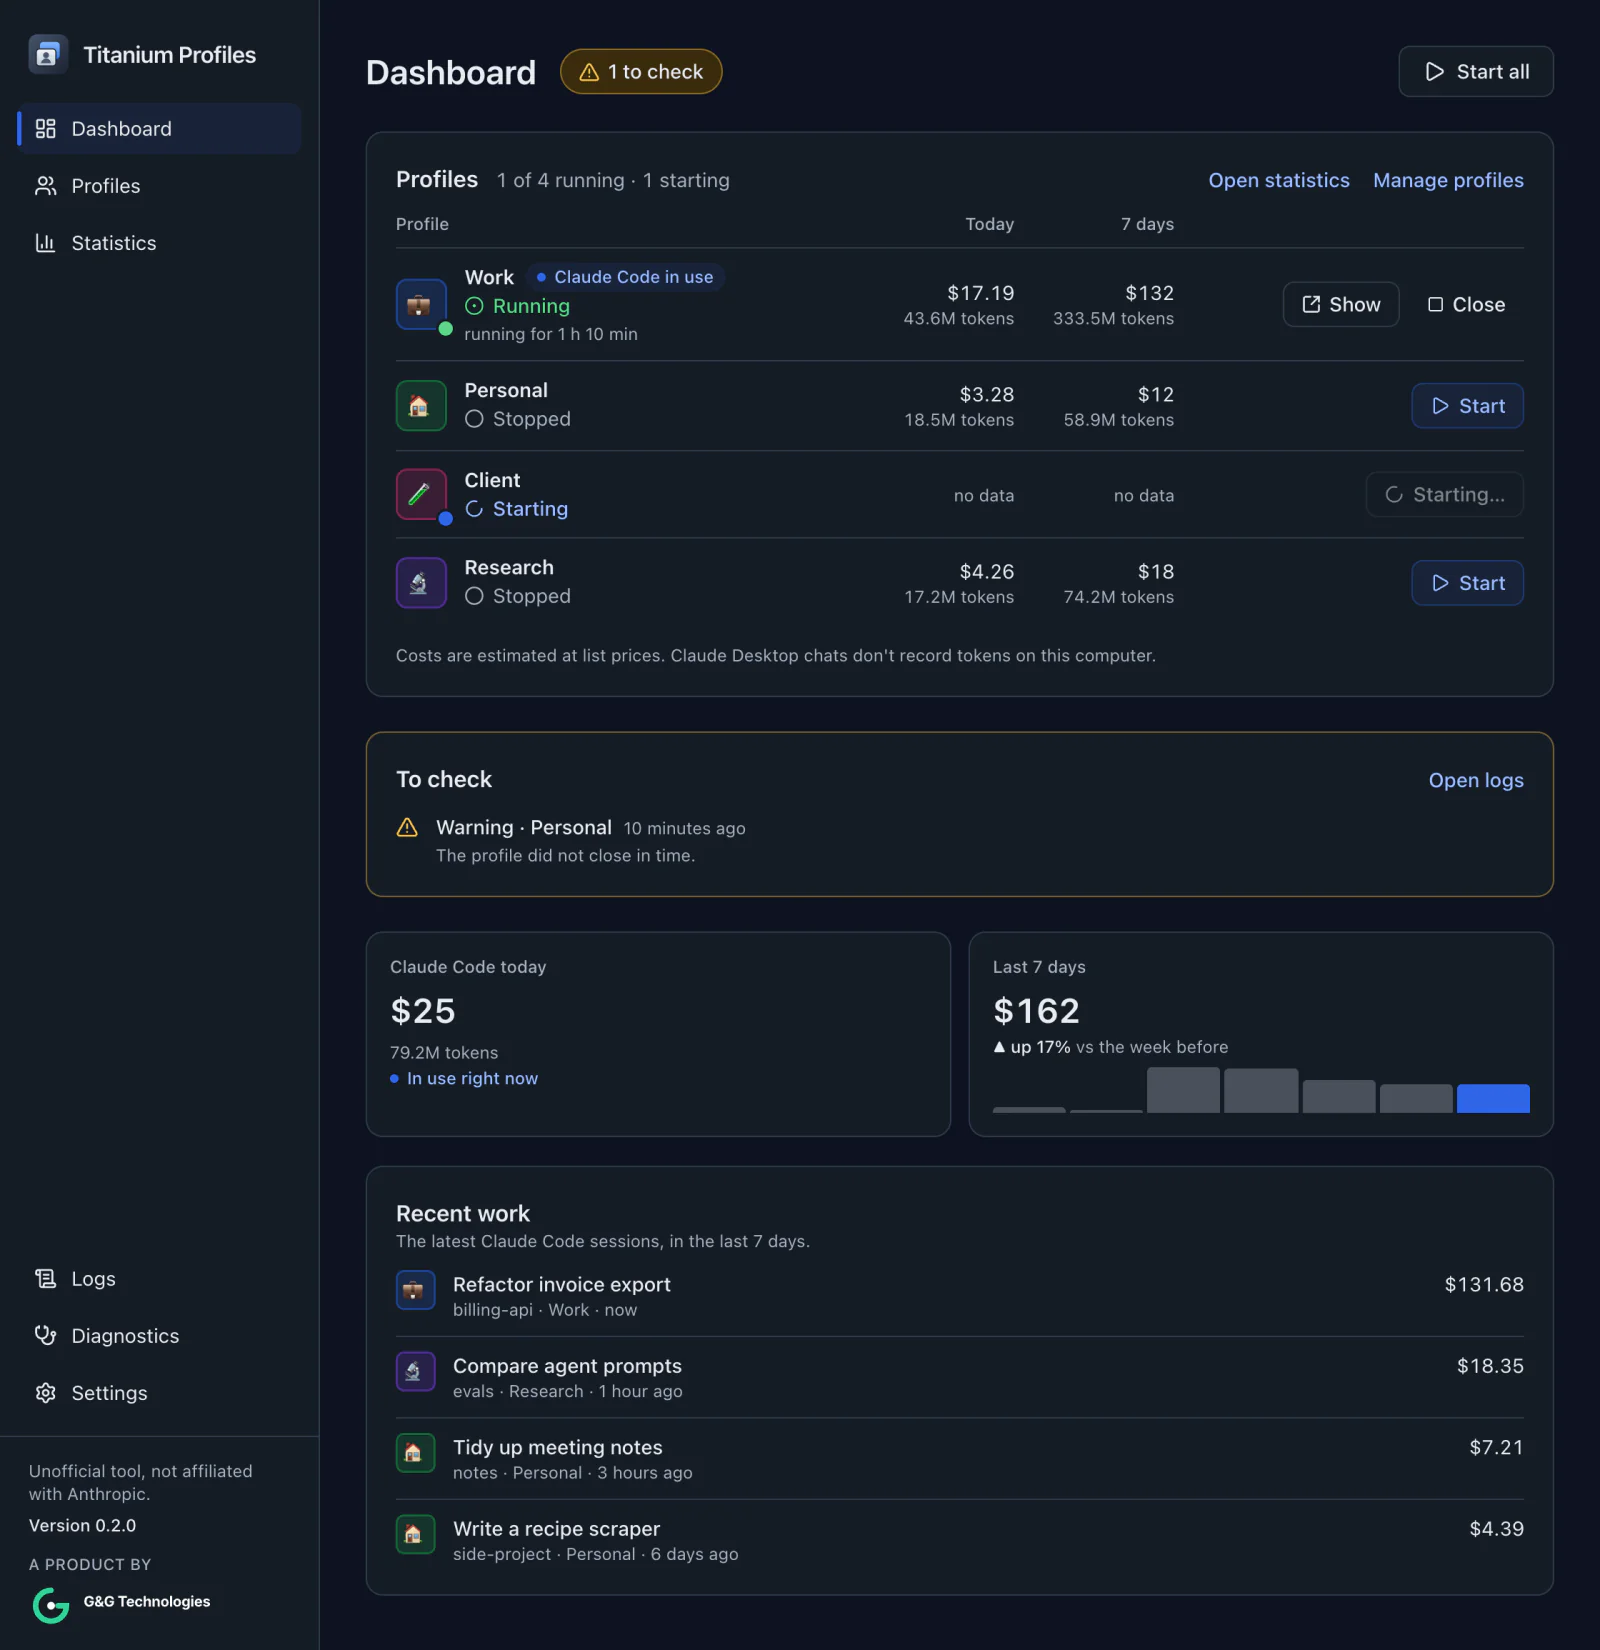 Titanium Profiles
Dashboard
Profiles
Statistics
Logs
Diagnostics
Settings
Unofficial tool, not affiliated
with Anthropic.
Version 0.2.0
A PRODUCT BY
G&G Technologies
Dashboard
1 to check
Start all
Profiles 1 of 4 running · 1 starting
Open statistics Manage profiles
Profile Today 7 days
Work Claude Code in use
Running
running for 1 h 10 min
$17.19 $132
43.6M tokens 333.5M tokens
Show Close
Personal
Stopped
$3.28 $12
18.5M tokens 58.9M tokens
Start
Client
Starting
no data no data
Starting...
Research
Stopped
$4.26 $18
17.2M tokens 74.2M tokens
Start
Costs are estimated at list prices. Claude Desktop chats don't record tokens on this computer.
To check
Open logs
Warning · Personal 10 minutes ago
The profile did not close in time.
Claude Code today
$25
79.2M tokens
In use right now
Last 7 days
$162
▲ up 17% vs the week before
Recent work
The latest Claude Code sessions, in the last 7 days.
Refactor invoice export $131.68
billing-api · Work · now
Compare agent prompts $18.35
evals · Research · 1 hour ago
Tidy up meeting notes $7.21
notes · Personal · 3 hours ago
Write a recipe scraper $4.39
side-project · Personal · 6 days ago